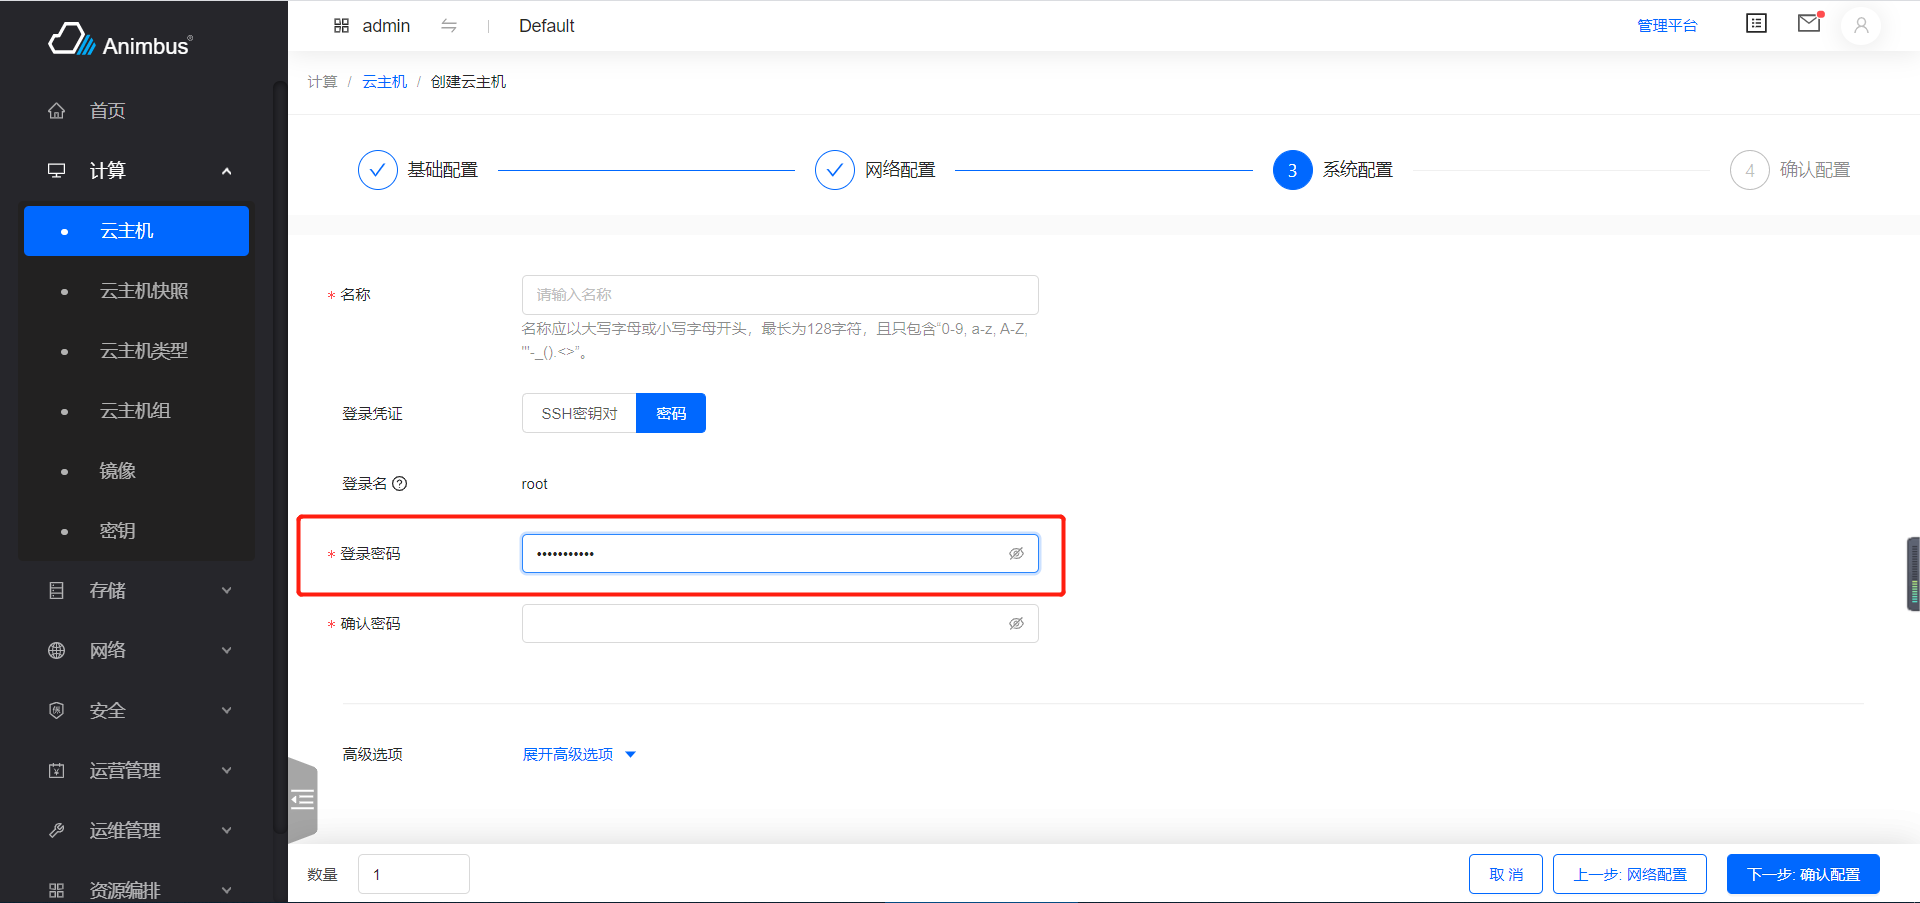 Animbus®
首页
计算
云主机
云主机快照
云主机类型
云主机组
镜像
密钥
存储
网络
安全
运营管理
运维管理
资源编排
admin
Default
管理平台
计算 / 云主机 / 创建云主机
基础配置
网络配置
3 系统配置
4 确认配置
* 名称
请输入名称
名称应以大写字母或小写字母开头，最长为128字符，且只包含“0-9, a-z, A-Z,
"'-_().<>”。
登录凭证
SSH密钥对
密码
登录名
root
* 登录密码
•••••••••••
* 确认密码
高级选项
展开高级选项
数量
1
取 消
上一步: 网络配置
下一步: 确认配置